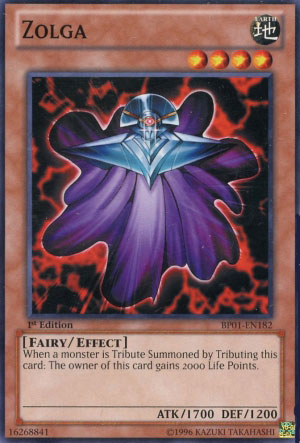 ZOLGA
EARTH
地
1st Edition
BP01-EN182
[FAIRY/EFFECT]
When a monster is Tribute Summoned by Tributing this
card: The owner of this card gains 2000 Life Points.
ATK/1700 DEF/1200
16268841
©1996 KAZUKI TAKAHASHI